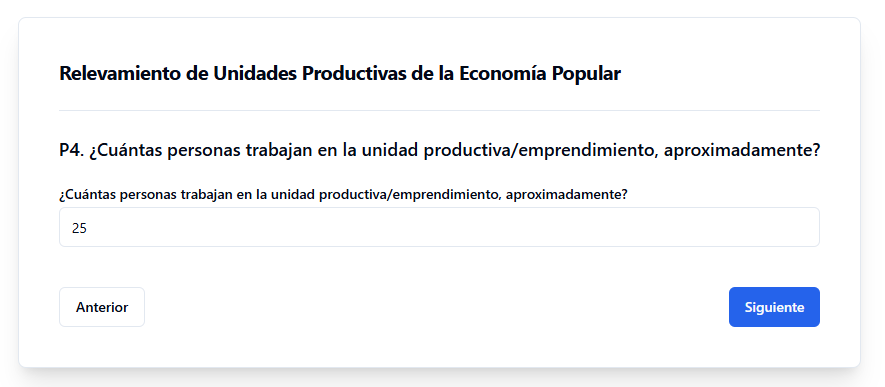 Relevamiento de Unidades Productivas de la Economía Popular
P4. ¿Cuántas personas trabajan en la unidad productiva/emprendimiento, aproximadamente?
¿Cuántas personas trabajan en la unidad productiva/emprendimiento, aproximadamente?
25
Anterior
Siguiente